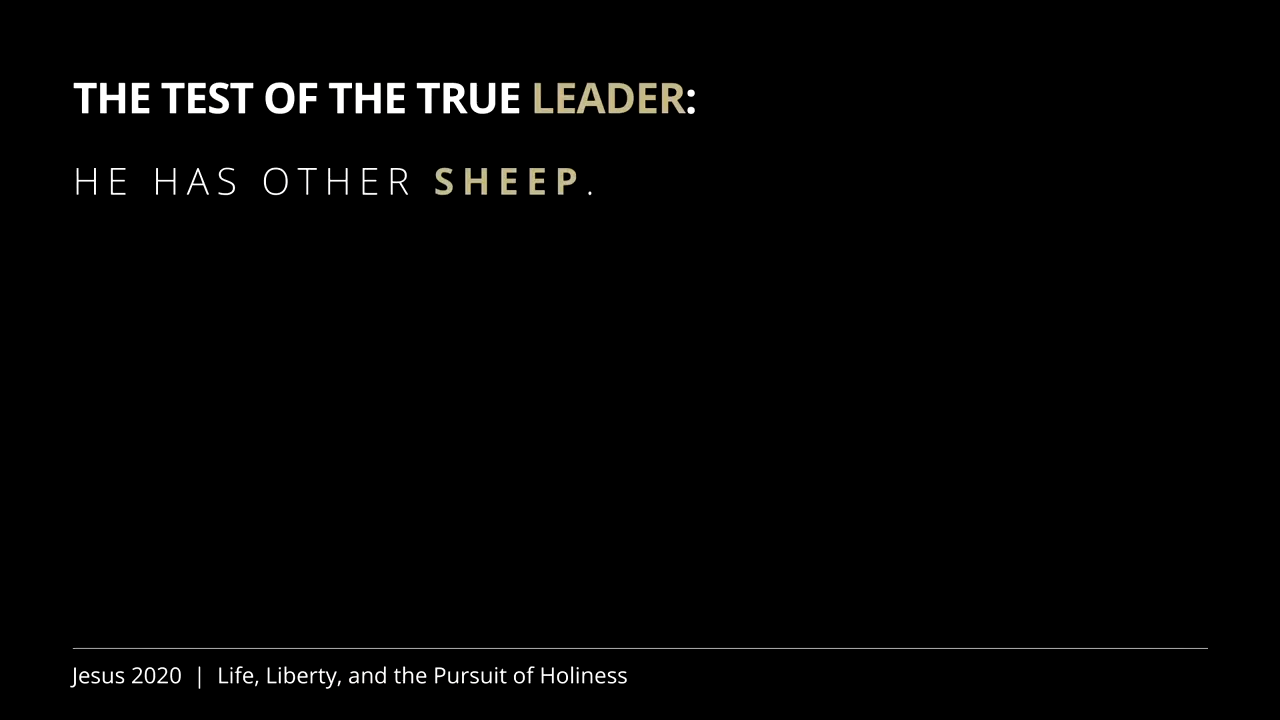 THE TEST OF THE TRUE LEADER:
HE HAS OTHER SHEEP.
Jesus 2020 | Life, Liberty, and the Pursuit of Holiness